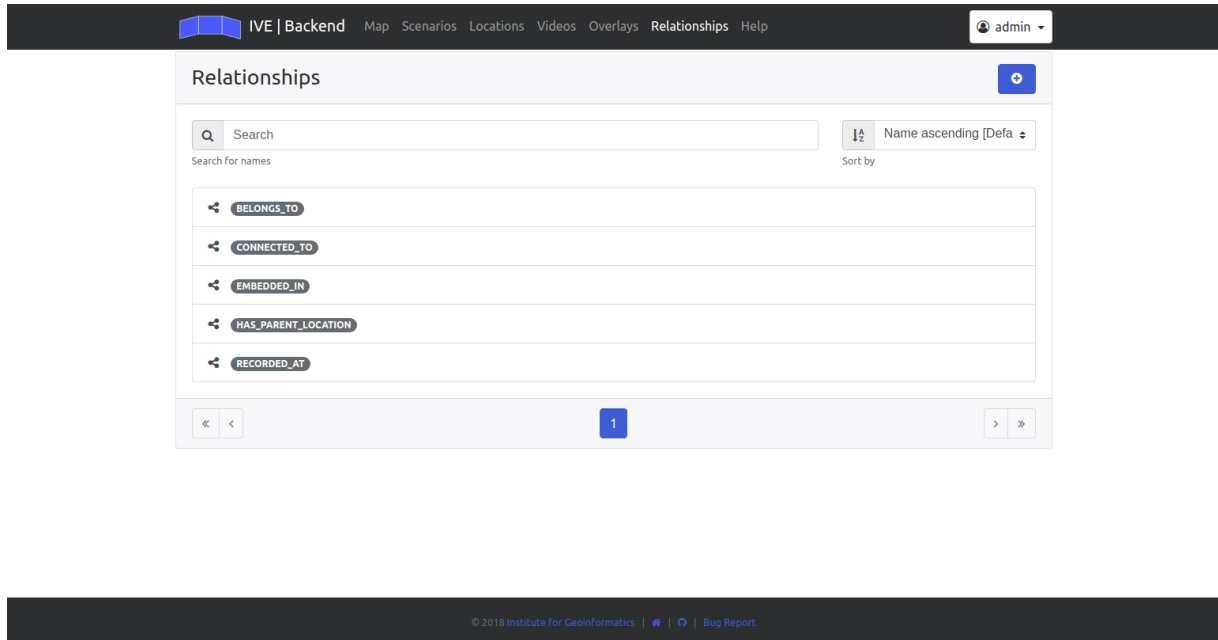 IVE | Backend Map Scenarios Locations Videos Overlays Relationships Help admin
Relationships
Search
Name ascending [Defa
Search for names
Sort by
BELONGS_TO
CONNECTED_TO
EMBEDDED_IN
HAS_PARENT_LOCATION
RECORDED_AT
« ‹ 1 › »
© 2018 Institute for Geoinformatics | | | Bug Report